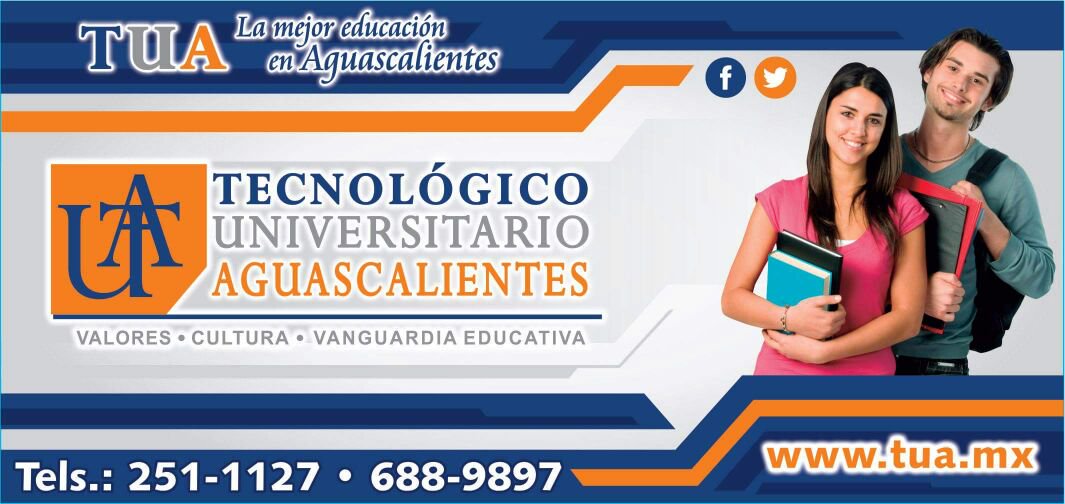 TUA
La mejor educación
en Aguascalientes
f
UTA
TECNOLÓGICO
UNIVERSITARIO
AGUASCALIENTES
VALORES • CULTURA • VANGUARDIA EDUCATIVA
Tels.: 251-1127 • 688-9897
www.tua.mx